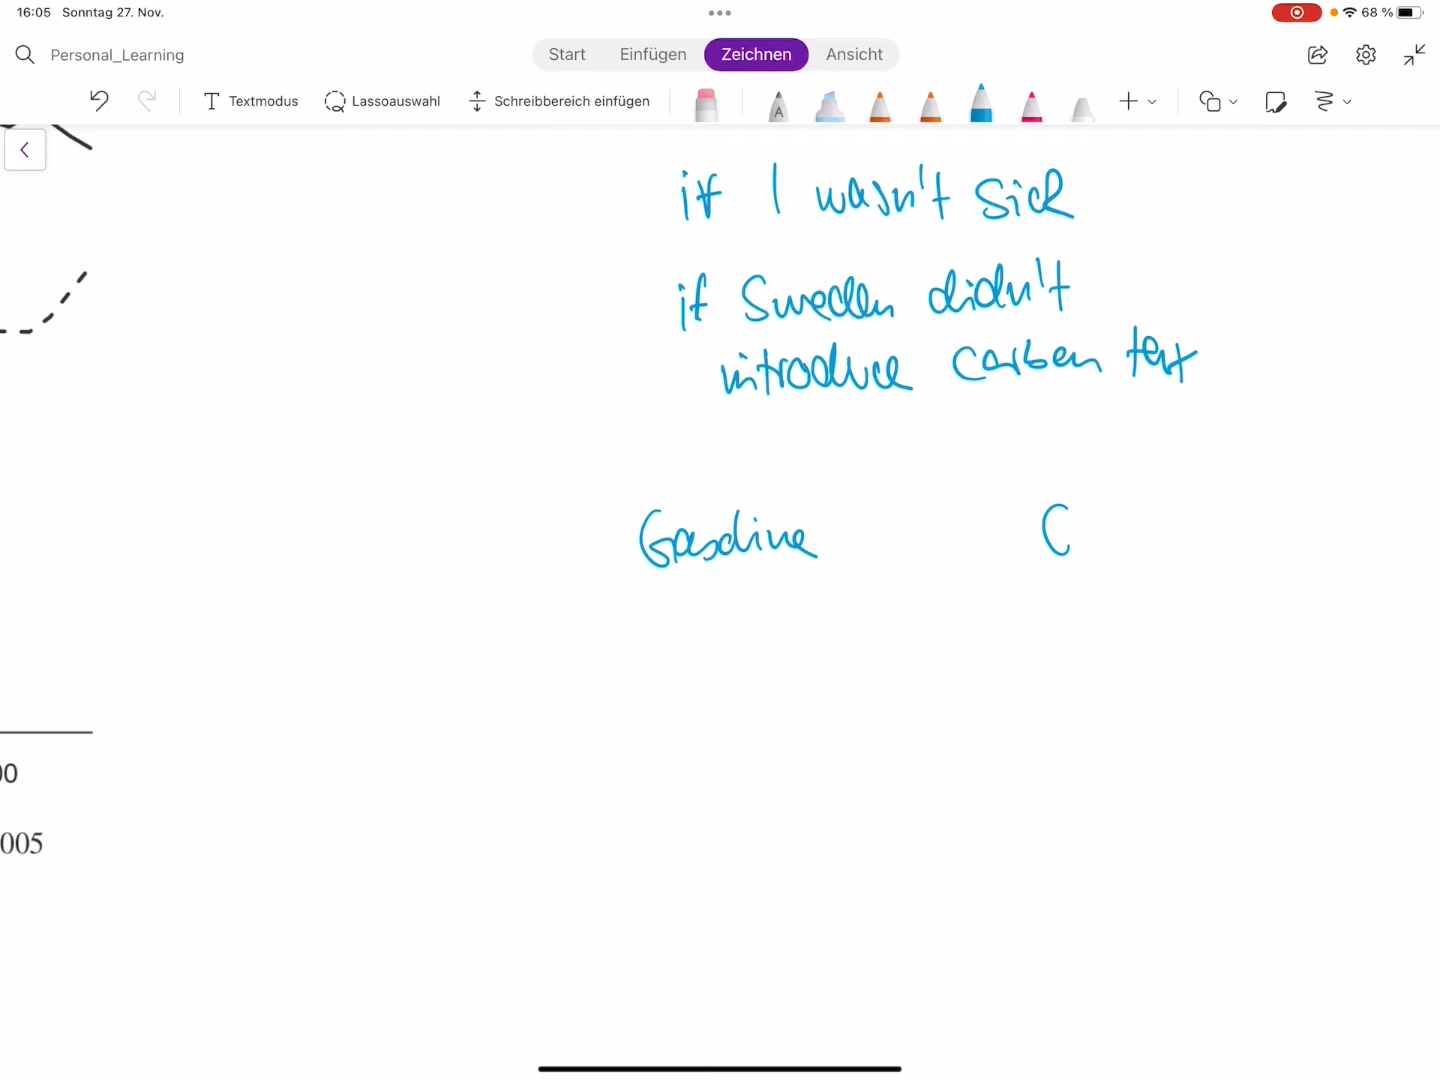 16:05 Sonntag 27. Nov.
68 %
Personal_Learning
Start Einfügen Zeichnen Ansicht
Textmodus Lassoauswahl Schreibbereich einfügen
if I wasn't sick
if Sweden didn't
introduce carben tax
Gasoline C
00
005